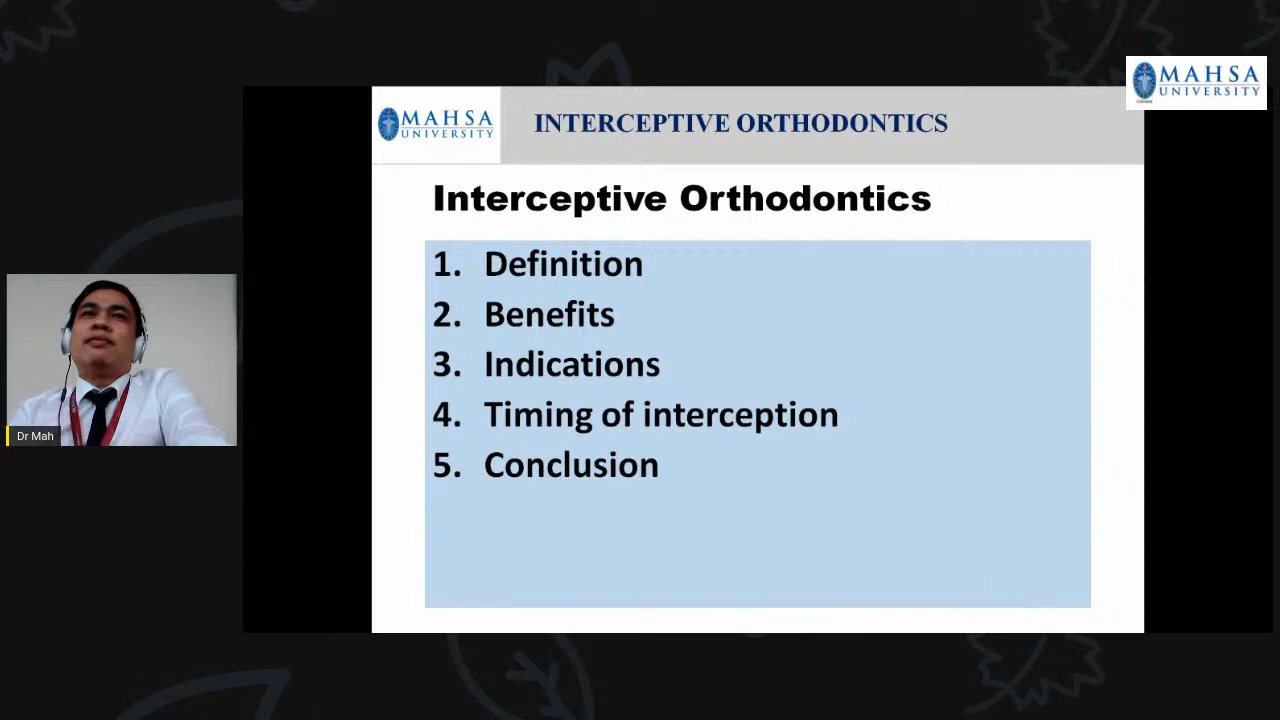 MAHSA
UNIVERSITY
MAHSA
UNIVERSITY
INTERCEPTIVE ORTHODONTICS
Interceptive Orthodontics
1. Definition
2. Benefits
3. Indications
4. Timing of interception
5. Conclusion
Dr Mah